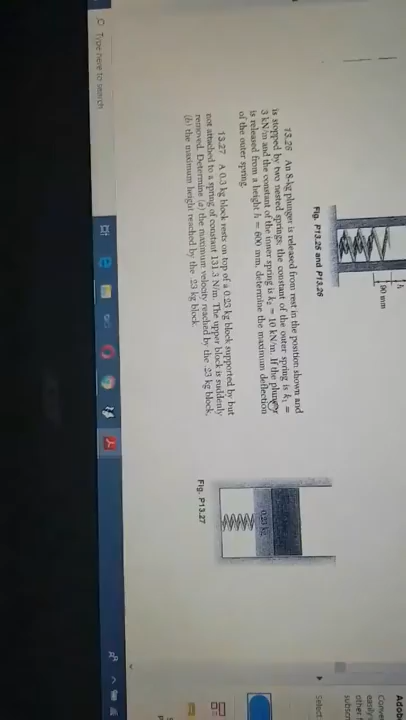 h
90 mm
Fig. P13.25 and P13.26
13.26 An 8-kg plunger is released from rest in the position shown and
is stopped by two nested springs; the constant of the outer spring is k₁ =
3 kN/m and the constant of the inner spring is k₂ = 10 kN/m. If the plunger
is released from a height h = 600 mm, determine the maximum deflection
of the outer spring.
13.27 A 0.3 kg block rests on top of a 0.23 kg block supported by but
not attached to a spring of constant 131.3 N/m. The upper block is suddenly
removed. Determine (a) the maximum velocity reached by the .23 kg block,
(b) the maximum height reached by the .23 kg block.
0.23 kg
Fig. P13.27
Type here to search
Adob
Conve
easily
other
subscr
Select